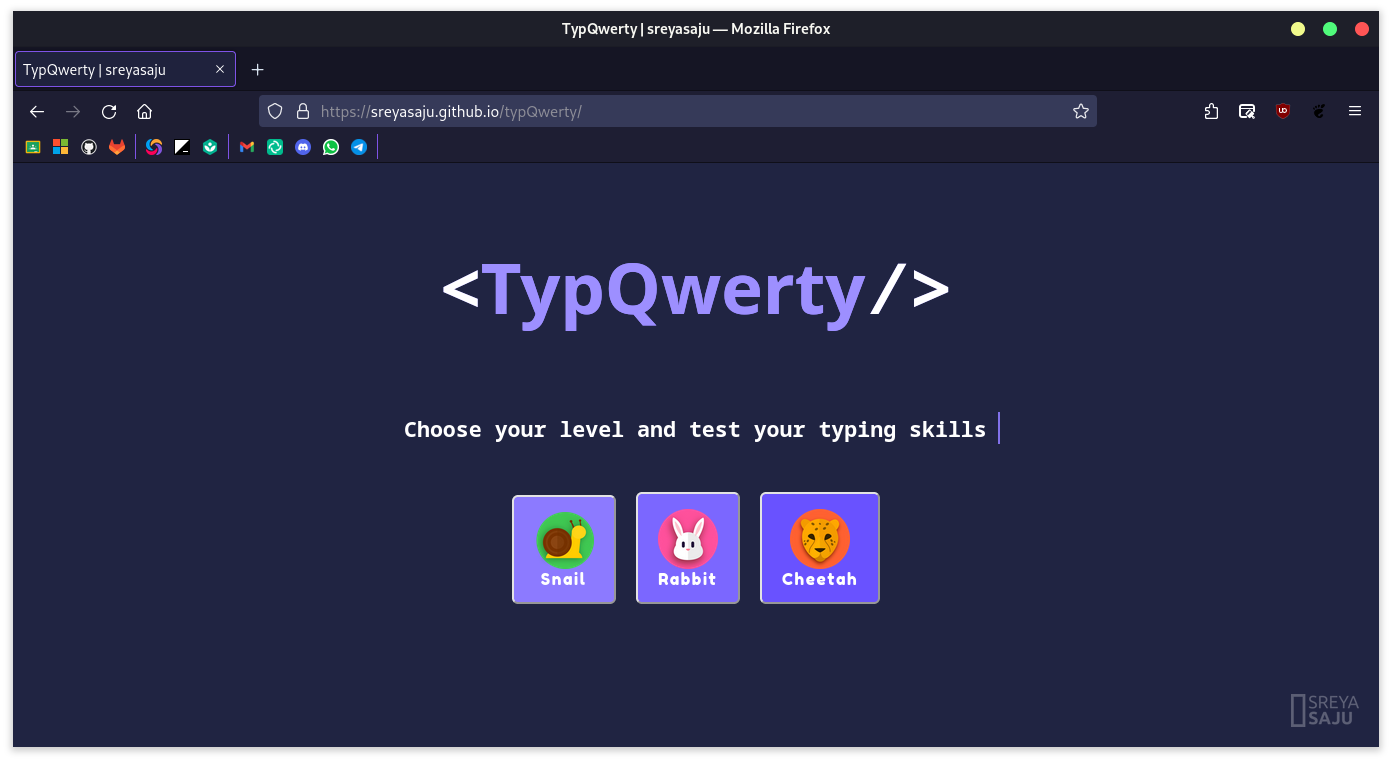 TypQwerty | sreyasaju — Mozilla Firefox
TypQwerty | sreyasaju
https://sreyasaju.github.io/typQwerty/
<TypQwerty/>
Choose your level and test your typing skills
Snail Rabbit Cheetah
SREYA
SAJU